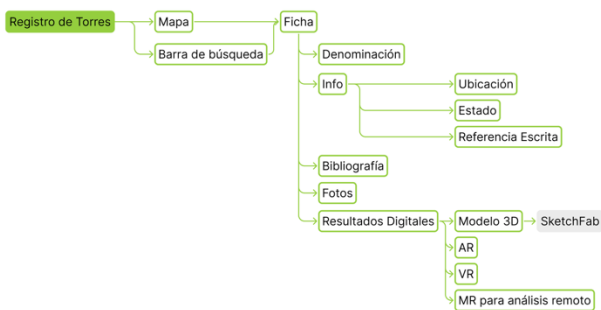 Registro de Torres
Mapa
Ficha
Barra de búsqueda
Denominación
Info
Ubicación
Estado
Referencia Escrita
Bibliografía
Fotos
Resultados Digitales
Modelo 3D
SketchFab
AR
VR
MR para análisis remoto